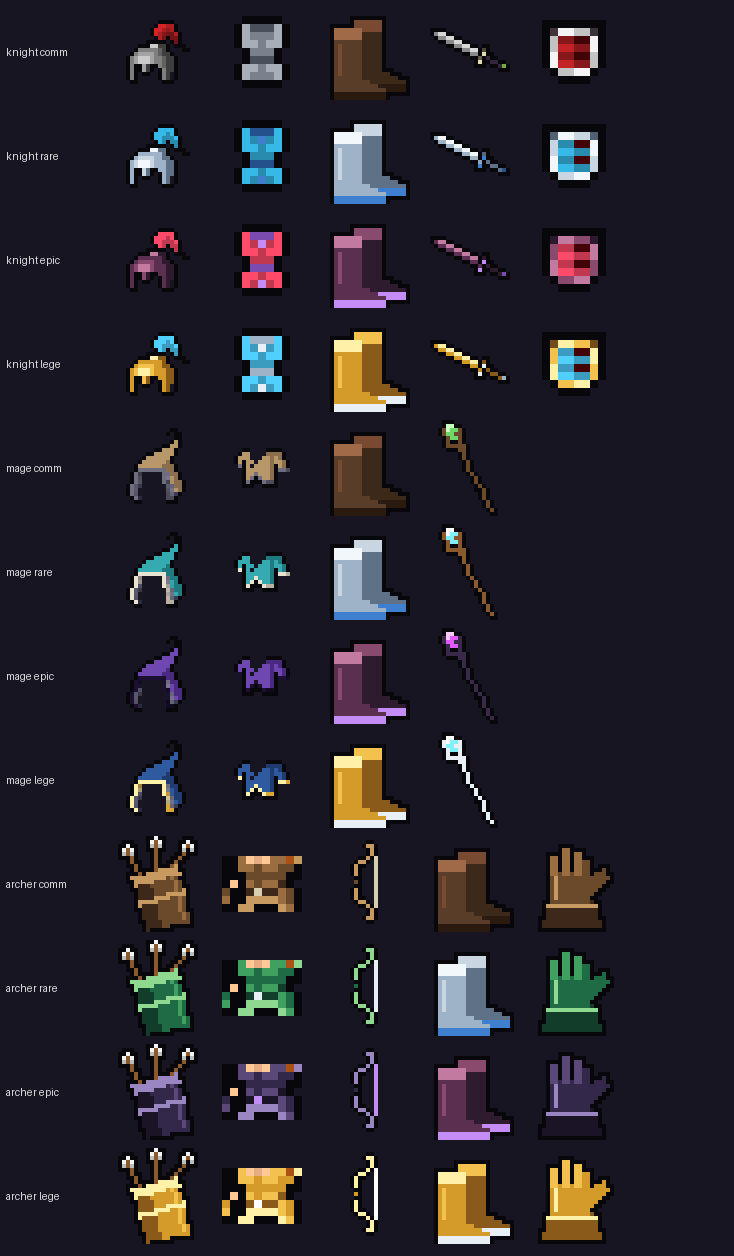 knight comm
knight rare
knight epic
knight lege
mage comm
mage rare
mage epic
mage lege
archer comm
archer rare
archer epic
archer lege